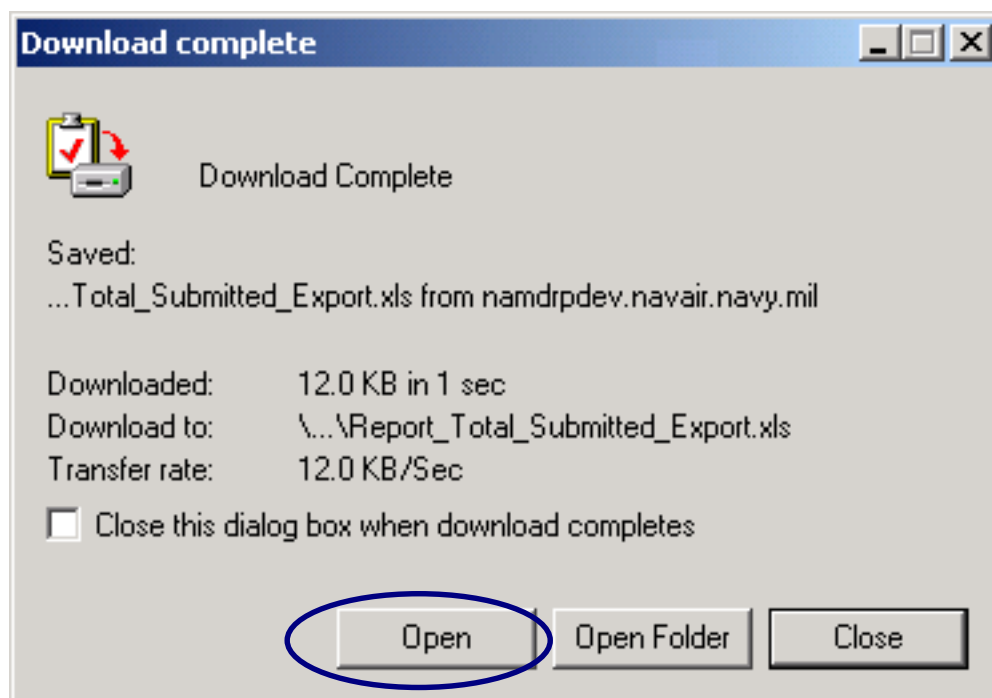 Download complete
Download Complete
Saved:
...Total_Submitted_Export.xls from namdrpdev.navair.navy.mil
Downloaded: 12.0 KB in 1 sec
Download to: \...\Report_Total_Submitted_Export.xls
Transfer rate: 12.0 KB/Sec
Close this dialog box when download completes
Open Open Folder Close